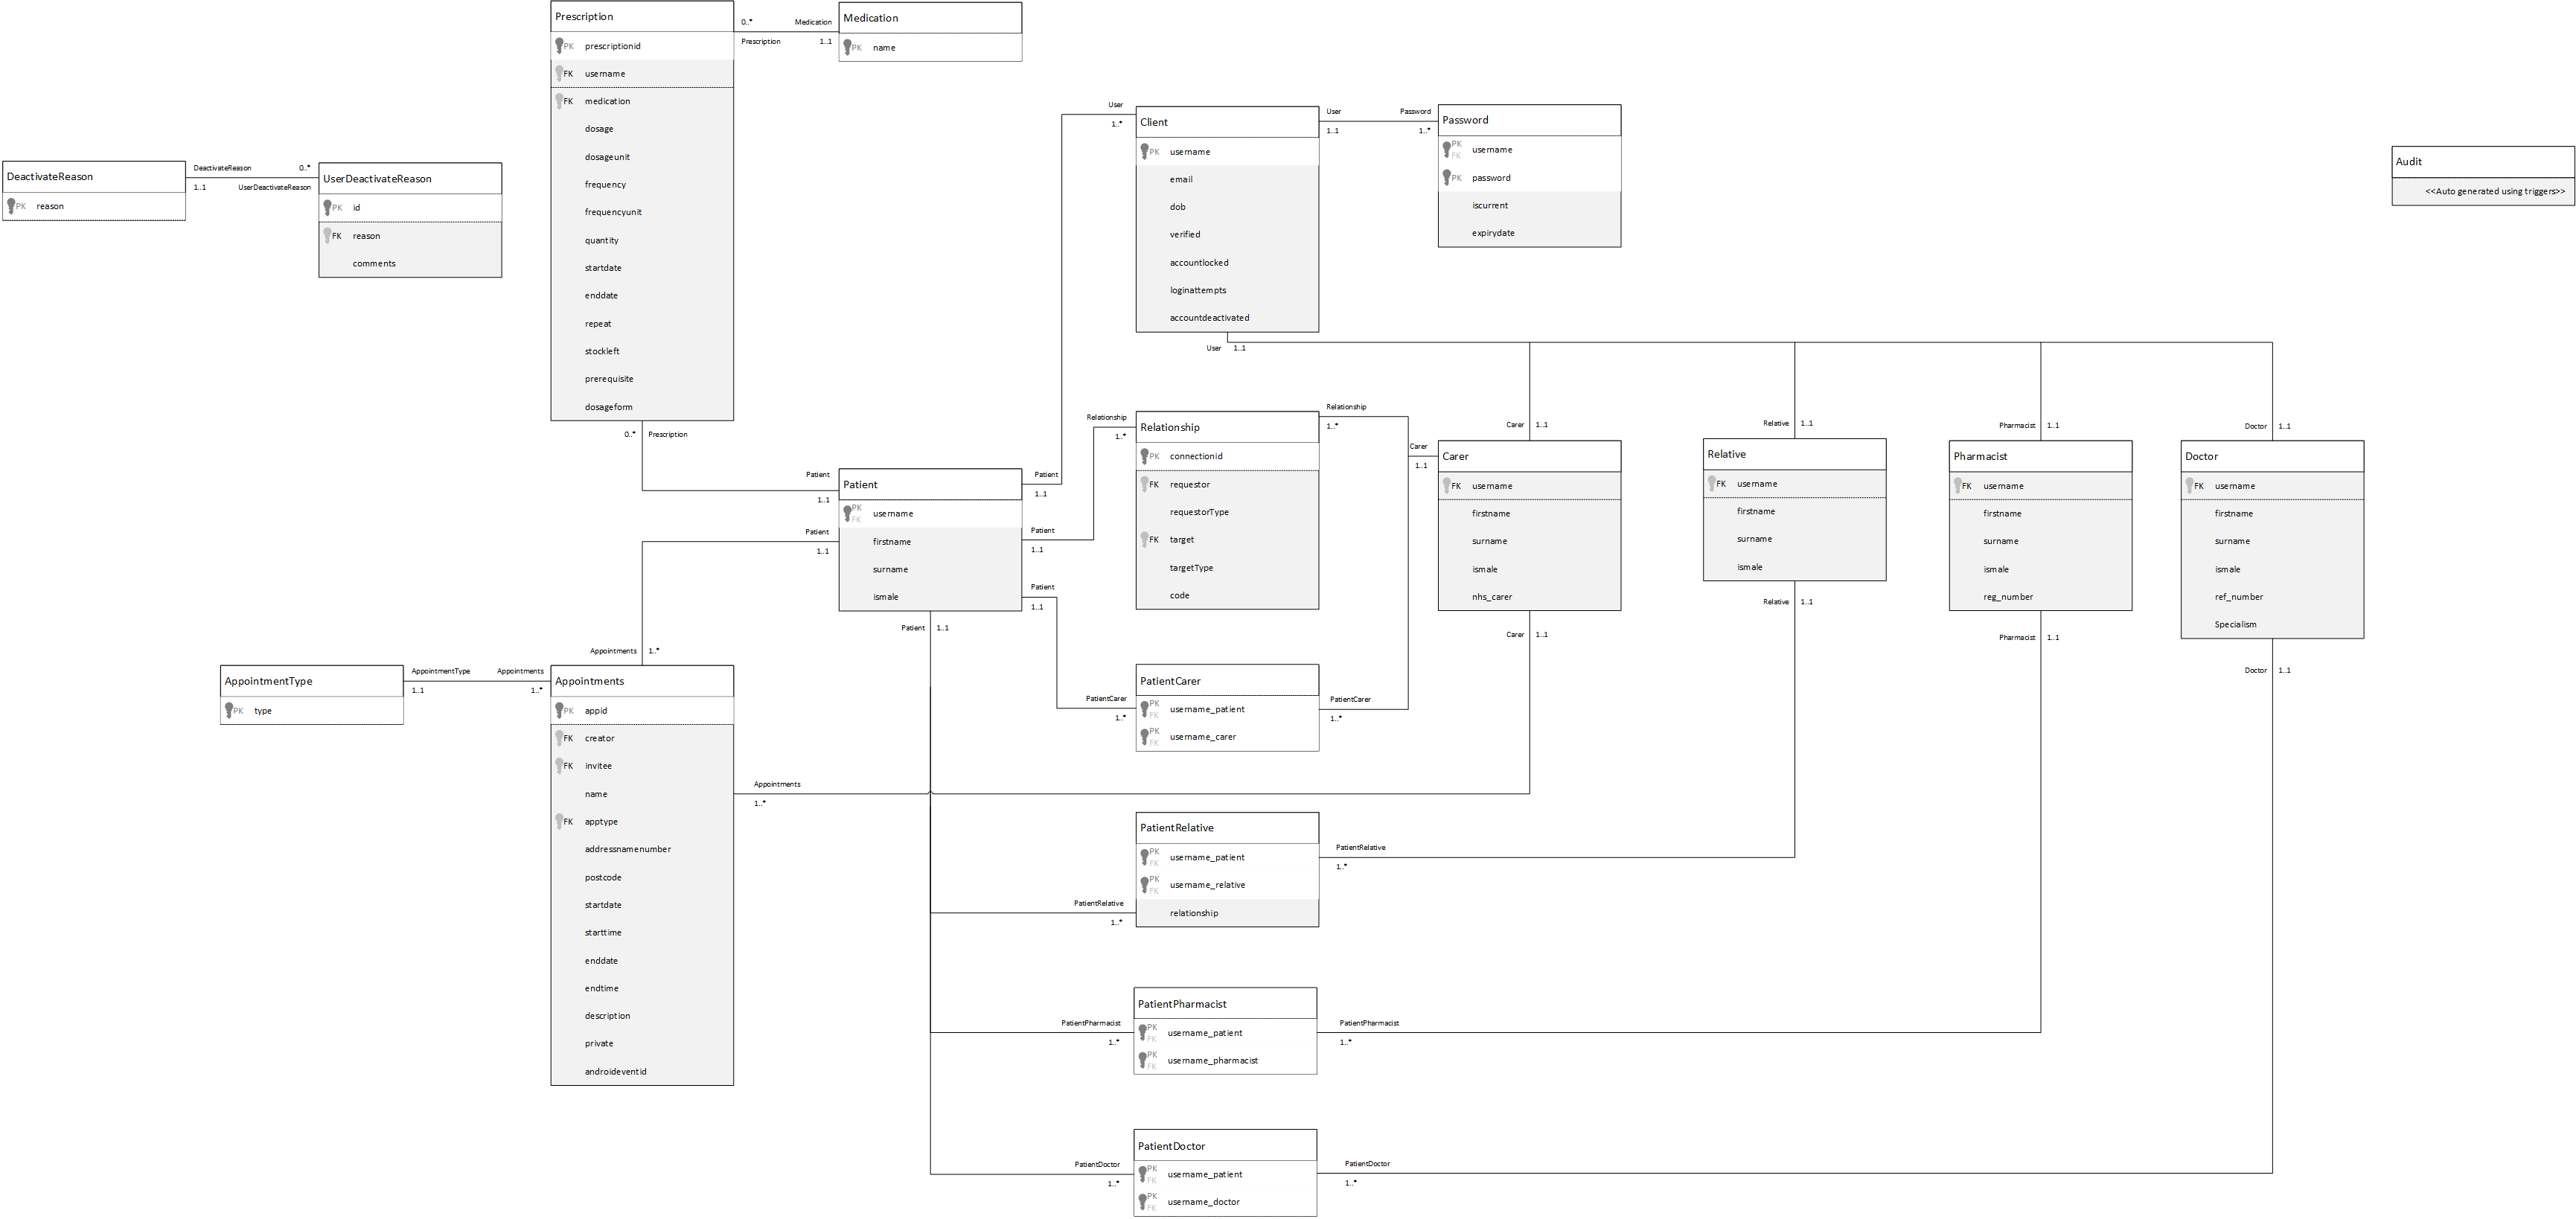 Prescription
PK prescriptionid
FK username
FK medication
dosage
dosageunit
frequency
frequencyunit
quantity
startdate
enddate
repeat
stockleft
prerequisite
dosageform
0..* Medication
Prescription 1..1
Medication
PK name
DeactivateReason
PK reason
DeactivateReason 0..*
1..1 UserDeactivateReason
UserDeactivateReason
PK id
FK reason
comments
User
1..*
Client
PK username
email
dob
verified
accountlocked
loginattempts
accountdeactivated
User Password
1..1 1..*
Password
PK FK username
PK password
iscurrent
expirydate
Audit
<<Auto generated using triggers>>
User 1..1
0..* Prescription
Patient
1..1
Patient
1..1
Patient
PK FK username
firstname
surname
ismale
Patient
1..1
Patient
1..1
Patient
1..1
Patient 1..1
Relationship
1..*
Relationship
PK connectionid
FK requestor
requestorType
FK target
targetType
code
Relationship
1..*
Carer
1..1
Carer 1..1
Carer
FK username
firstname
surname
ismale
nhs_carer
Carer 1..1
Relative 1..1
Relative
FK username
firstname
surname
ismale
Relative 1..1
Pharmacist 1..1
Pharmacist
FK username
firstname
surname
ismale
reg_number
Pharmacist 1..1
Doctor 1..1
Doctor
FK username
firstname
surname
ismale
ref_number
Specialism
Doctor 1..1
AppointmentType
PK type
AppointmentType Appointments
1..1 1..*
Appointments 1..*
Appointments
PK appid
FK creator
FK invitee
name
FK apptype
addressnamenumber
postcode
startdate
starttime
enddate
endtime
description
private
androideventid
Appointments
1..*
PatientCarer
1..*
PatientCarer
PK FK username_patient
PK FK username_carer
PatientCarer
1..*
PatientRelative
1..*
PatientRelative
PK FK username_patient
PK FK username_relative
relationship
PatientRelative
1..*
PatientPharmacist
1..*
PatientPharmacist
PK FK username_patient
PK FK username_pharmacist
PatientPharmacist
1..*
PatientDoctor
1..*
PatientDoctor
PK FK username_patient
PK FK username_doctor
PatientDoctor
1..*